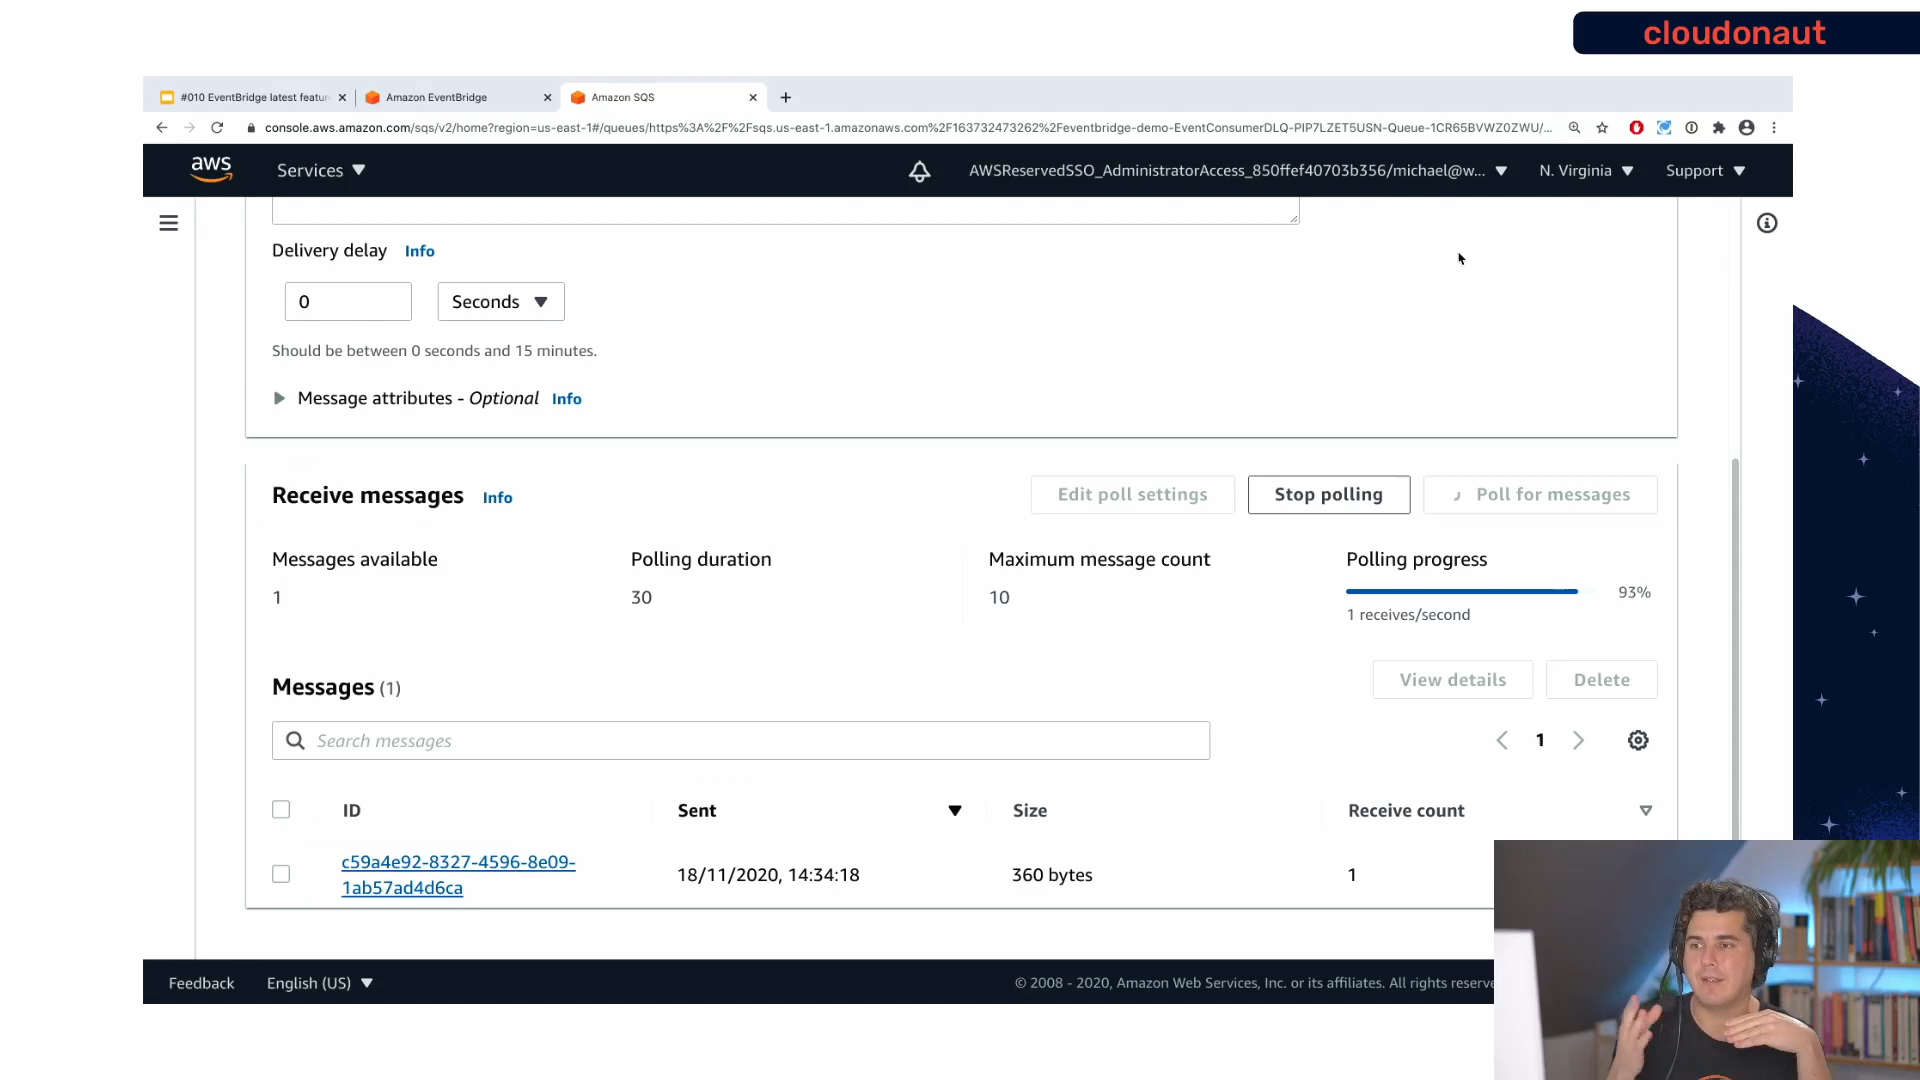 cloudonaut
#010 EventBridge latest featur
Amazon EventBridge
Amazon SQS
console.aws.amazon.com/sqs/v2/home?region=us-east-1#/queues/https%3A%2F%2Fsqs.us-east-1.amazonaws.com%2F163732473262%2Feventbridge-demo-EventConsumerDLQ-PIP7LZET5USN-Queue-1CR65BVWZ0ZWU/...
aws
Services
AWSReservedSSO_AdministratorAccess_850ffef40703b356/michael@w...
N. Virginia
Support
Delivery delay Info
0
Seconds
Should be between 0 seconds and 15 minutes.
Message attributes - Optional Info
Receive messages Info
Edit poll settings
Stop polling
Poll for messages
Messages available
Polling duration
Maximum message count
Polling progress
1
30
10
93%
1 receives/second
Messages (1)
View details
Delete
Search messages
1
ID
Sent
Size
Receive count
c59a4e92-8327-4596-8e09-
1ab57ad4d6ca
18/11/2020, 14:34:18
360 bytes
1
Feedback
English (US)
© 2008 - 2020, Amazon Web Services, Inc. or its affiliates. All rights reserve